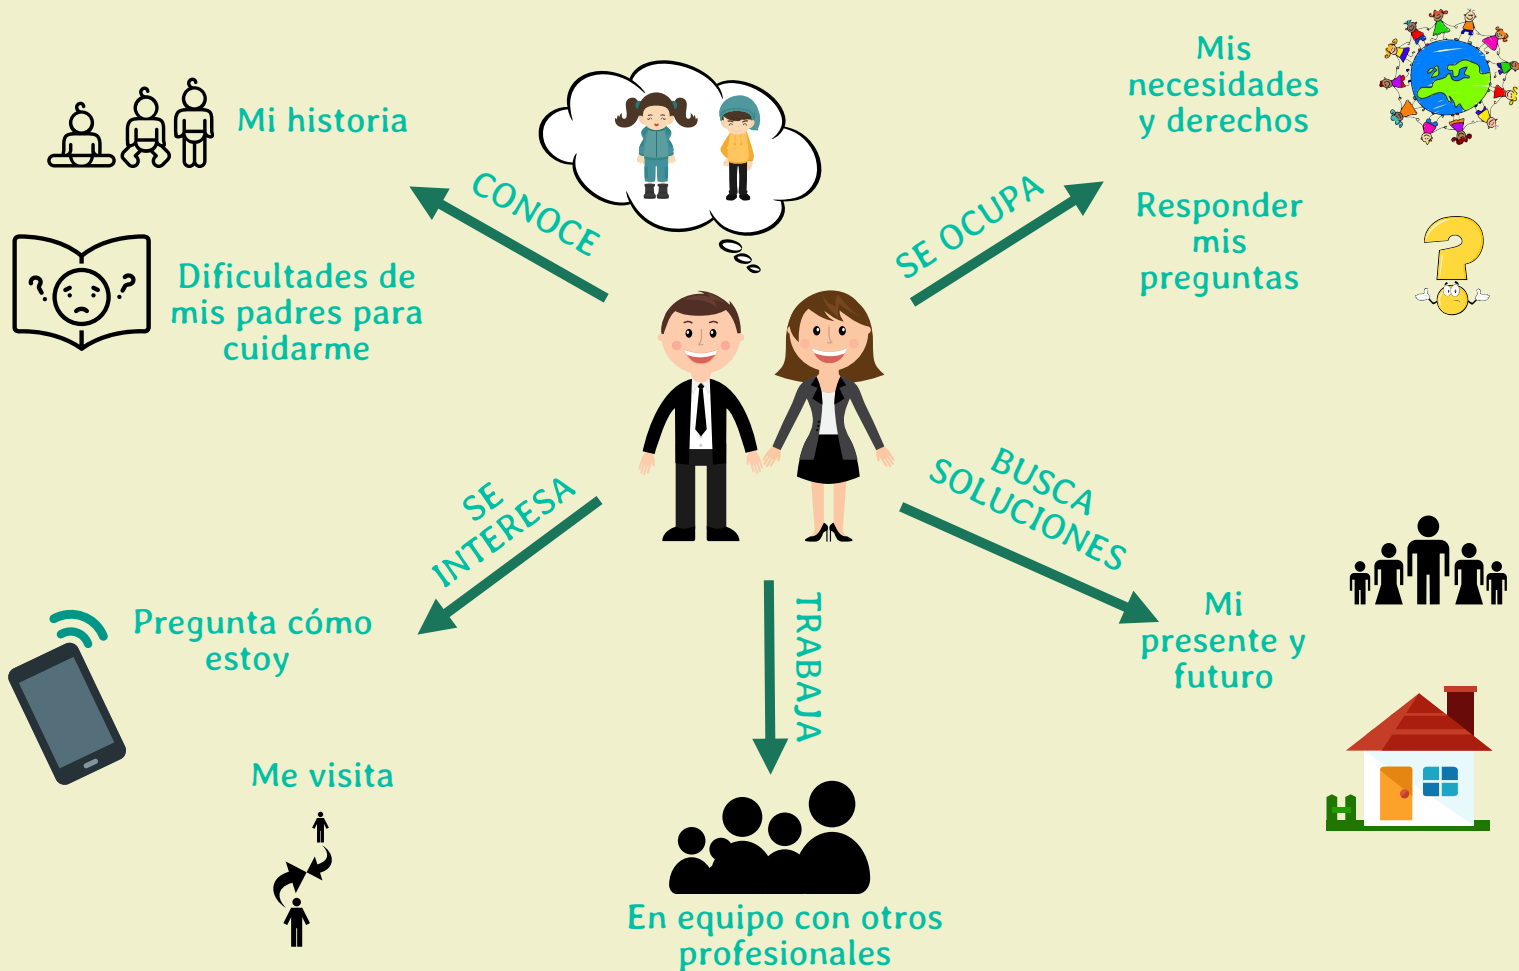 CONOCE
Mi historia
Dificultades de
mis padres para
cuidarme
SE OCUPA
Mis
necesidades
y derechos
Responder
mis
preguntas
SE
INTERESA
Pregunta cómo
estoy
Me visita
TRABAJA
En equipo con otros
profesionales
BUSCA
SOLUCIONES
Mi
presente y
futuro